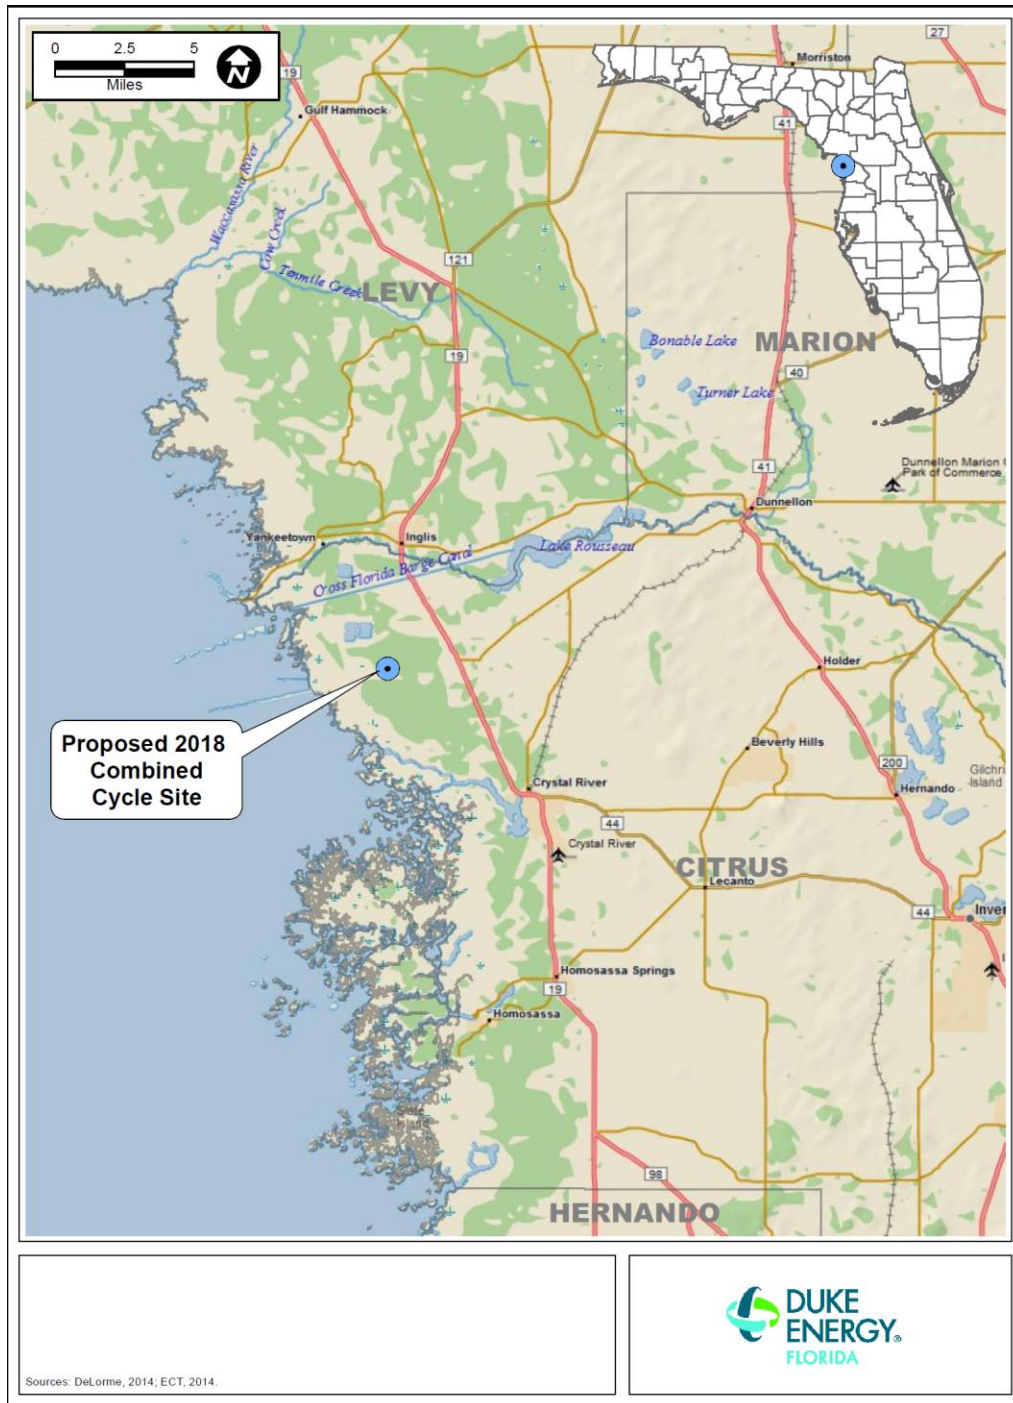 0 2.5 5
Miles
N
27
Morriston
19
Gulf Hammock
41
Waccasassa River
Cow Creek
121
Tenmile Creek
LEVY
Bonable Lake
MARION
19
40
Turner Lake
41
Dunnellon Marion
Park of Commerce
Dunnellon
Yankeetown
Inglis
Lake Rousseau
Cross Florida Barge Canal
Holder
Proposed 2018
Combined
Cycle Site
Beverly Hills
200
Gilchr
Island
Crystal River
Hernando
44
Crystal River
CITRUS
Lecanto
44
Inver
Homosassa Springs
19
Homosassa
98
HERNANDO
DUKE
ENERGY®
FLORIDA
Sources: DeLorme, 2014; ECT, 2014.